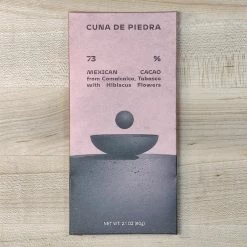 CUNA DE PIEDRA
73 %
MEXICAN CACAO
from Comalcalco, Tabasco
with Hibiscus Flowers
NET WT. 2.1 OZ (60g)